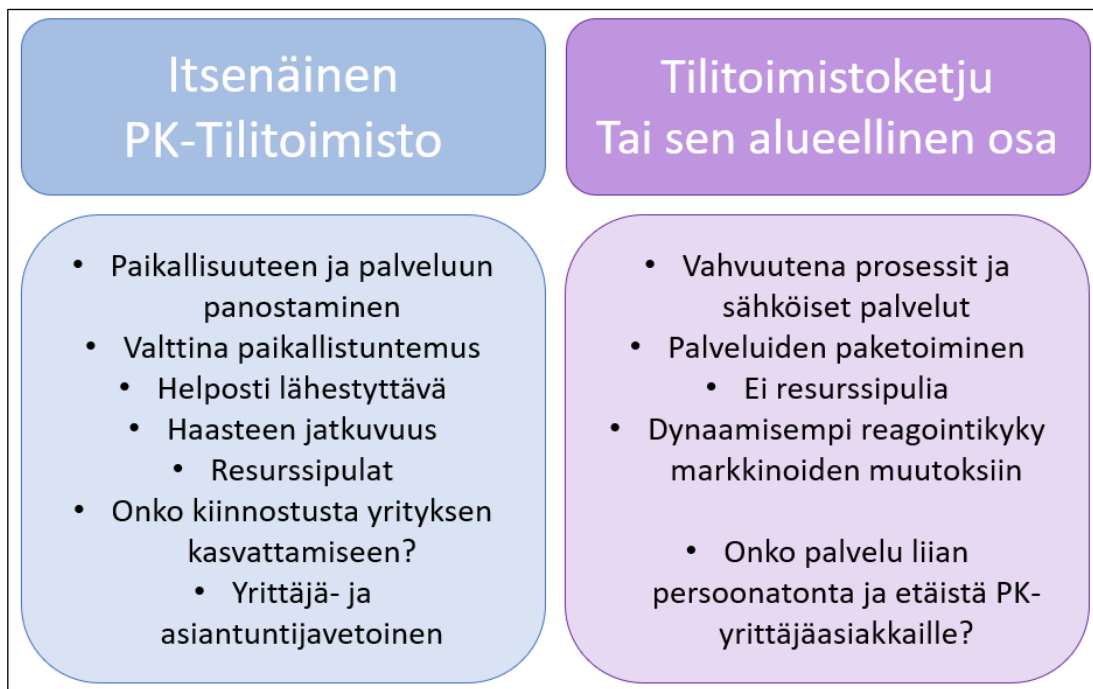 Itsenäinen
PK-Tilitoimisto
• Paikallisuuteen ja palveluun
panostaminen
• Valttina paikallistuntemus
• Helposti lähestyttävä
• Haasteen jatkuvuus
• Resurssipulat
• Onko kiinnostusta yrityksen
kasvattamiseen?
• Yrittäjä- ja
asiantuntijavetoinen
Tilitoimistoketju
Tai sen alueellinen osa
• Vahvuutena prosessit ja
sähköiset palvelut
• Palveluiden paketoiminen
• Ei resurssipulia
• Dynaamisempi reagointikyky
markkinoiden muutoksiin
• Onko palvelu liian
persoonatonta ja etäistä PK-
yrittäjäasiakkaille?